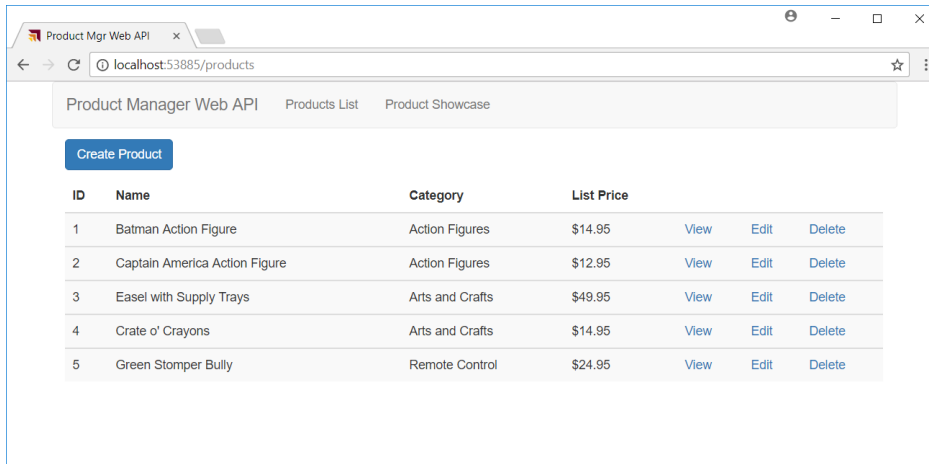 Product Mgr Web API
localhost:53885/products
Product Manager Web API Products List Product Showcase
Create Product
ID Name Category List Price
1 Batman Action Figure Action Figures $14.95 View Edit Delete
2 Captain America Action Figure Action Figures $12.95 View Edit Delete
3 Easel with Supply Trays Arts and Crafts $49.95 View Edit Delete
4 Crate o' Crayons Arts and Crafts $14.95 View Edit Delete
5 Green Stomper Bully Remote Control $24.95 View Edit Delete